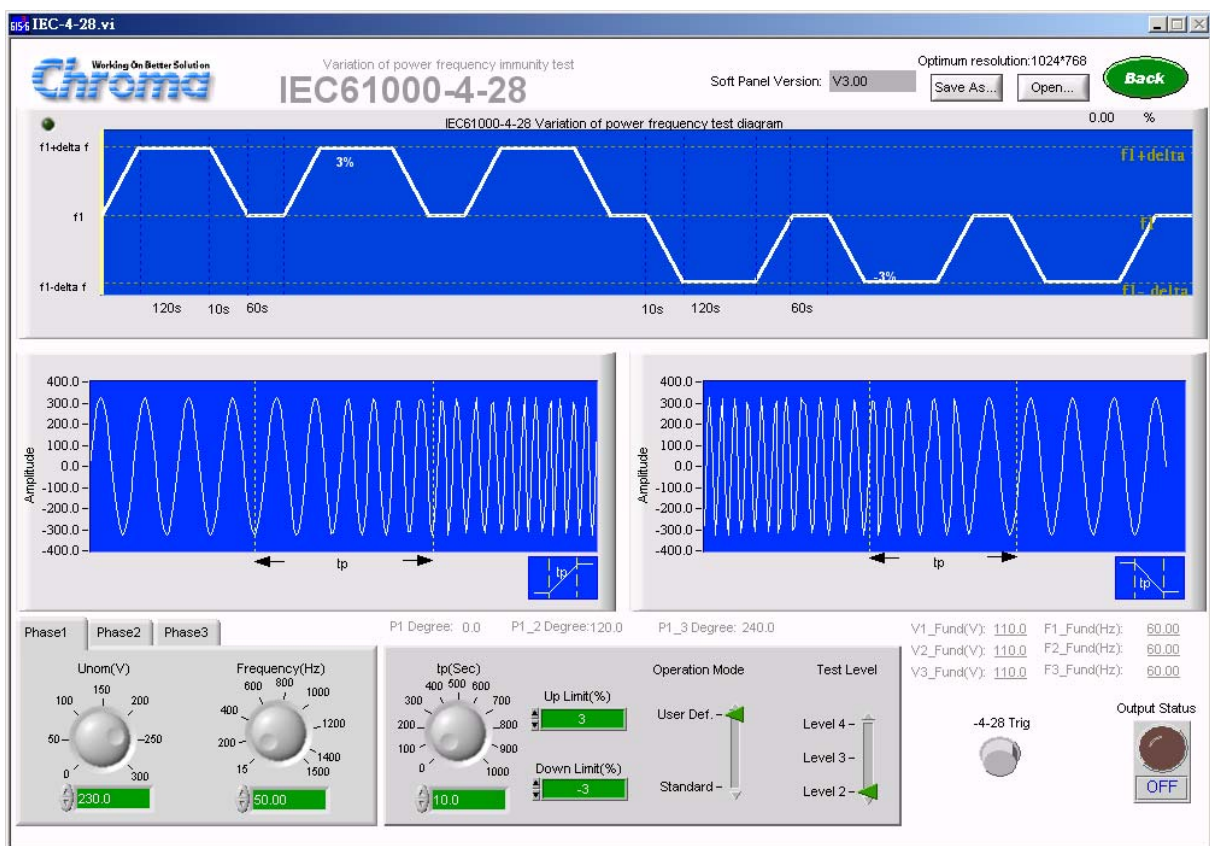 IEC-4-28.vi
Working On Better Solution
Chroma
Variation of power frequency immunity test
IEC61000-4-28
Soft Panel Version: V3.00
Optimum resolution:1024*768
Save As... Open... Back
IEC61000-4-28 Variation of power frequency test diagram
0.00 %
f1+delta f
f1
f1-delta f
3%
-3%
f1+delta
f1
f1- delta
120s 10s 60s 10s 120s 60s
Amplitude
400.0
300.0
200.0
100.0
0.0
-100.0
-200.0
-300.0
-400.0
tp
tp
Amplitude
400.0
300.0
200.0
100.0
0.0
-100.0
-200.0
-300.0
-400.0
tp
tp
Phase1 Phase2 Phase3
P1 Degree: 0.0 P1_2 Degree:120.0 P1_3 Degree: 240.0
V1_Fund(V): 110.0 F1_Fund(Hz): 60.00
V2_Fund(V): 110.0 F2_Fund(Hz): 60.00
V3_Fund(V): 110.0 F3_Fund(Hz): 60.00
Unom(V)
0 50 100 150 200 250 300
230.0
Frequency(Hz)
15 200 400 600 800 1000 1200 1400 1500
50.00
tp(Sec)
0 100 200 300 400 500 600 700 800 900 1000
10.0
Up Limit(%)
3
Down Limit(%)
-3
Operation Mode
User Def.
Standard
Test Level
Level 4
Level 3
Level 2
-4-28 Trig
Output Status
OFF